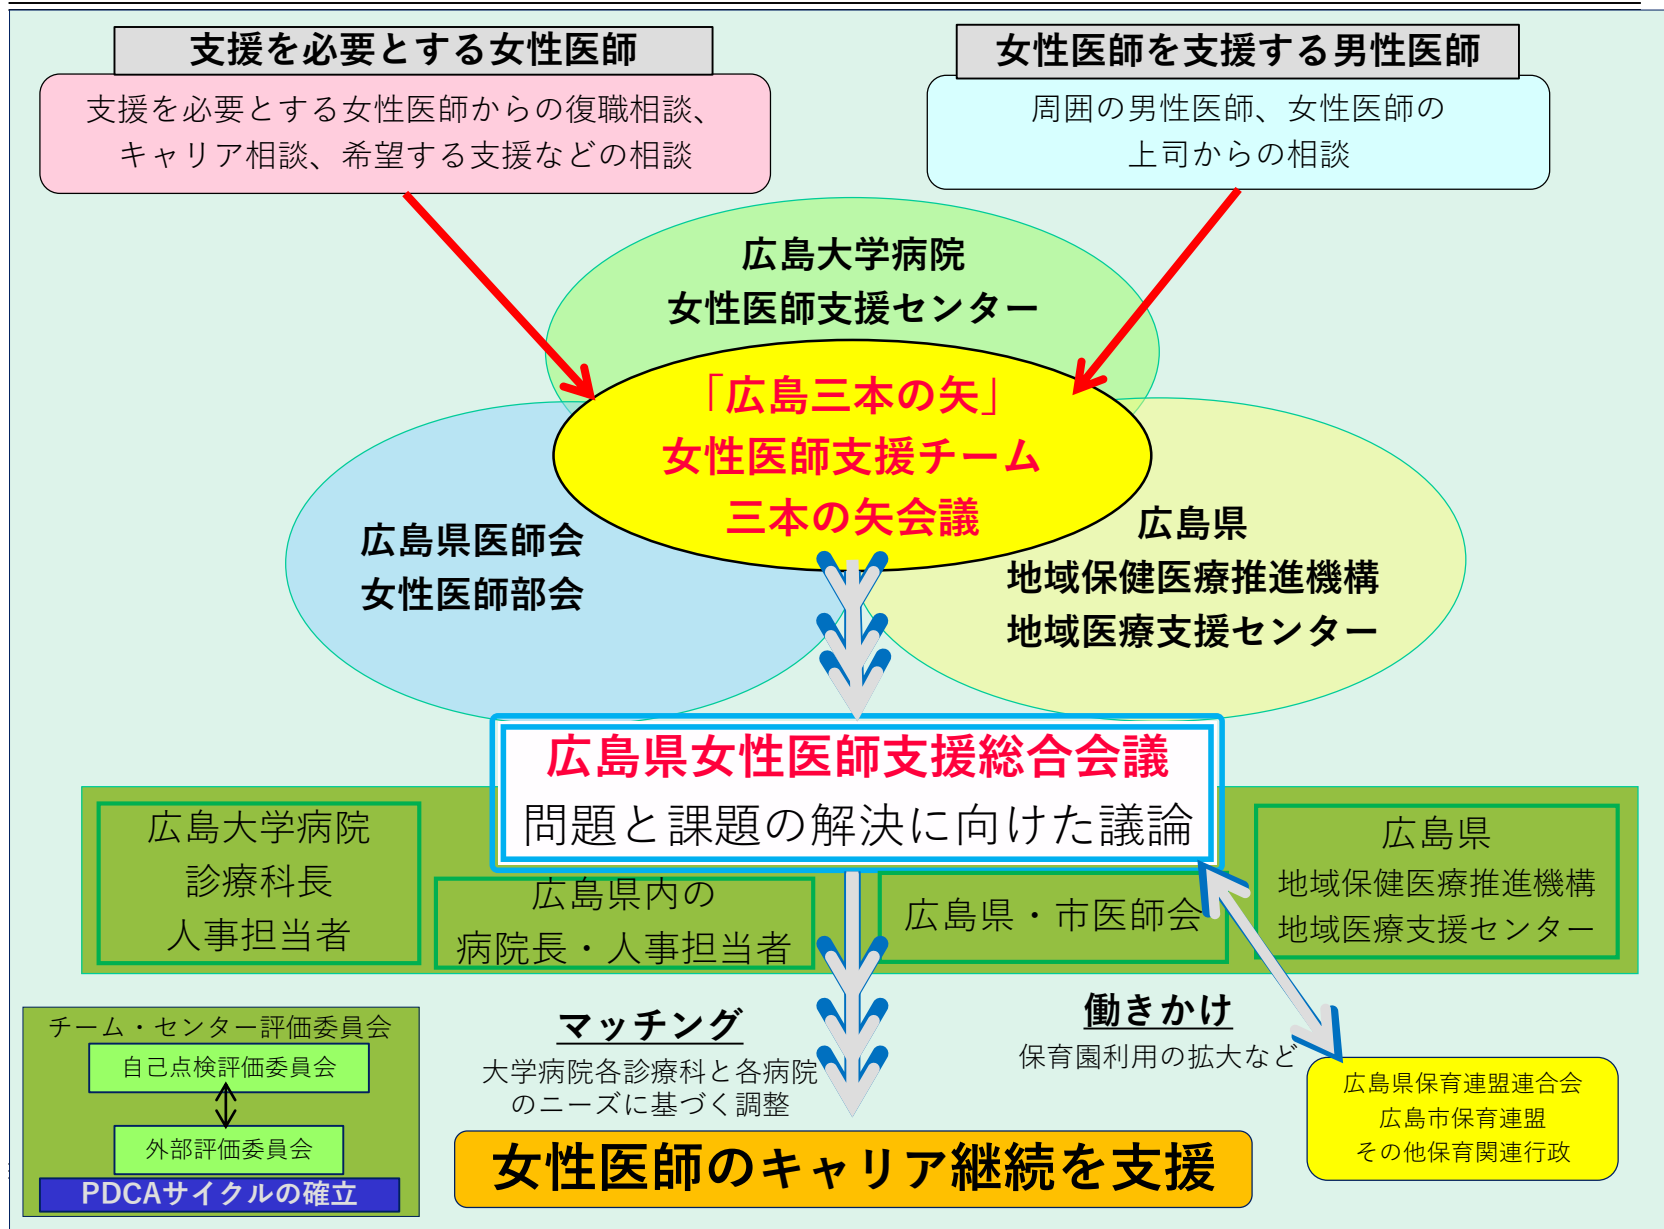 支援を必要とする女性医師
支援を必要とする女性医師からの復職相談、
キャリア相談、希望する支援などの相談
女性医師を支援する男性医師
周囲の男性医師、女性医師の
上司からの相談
広島大学病院
女性医師支援センター
「広島三本の矢」
女性医師支援チーム
三本の矢会議
広島県医師会
女性医師部会
広島県
地域保健医療推進機構
地域医療支援センター
広島県女性医師支援総合会議
問題と課題の解決に向けた議論
広島大学病院
診療科長
人事担当者
広島県内の
病院長・人事担当者
広島県・市医師会
広島県
地域保健医療推進機構
地域医療支援センター
チーム・センター評価委員会
自己点検評価委員会
外部評価委員会
PDCAサイクルの確立
マッチング
大学病院各診療科と各病院
のニーズに基づく調整
働きかけ
保育園利用の拡大など
広島県保育連盟連合会
広島市保育連盟
その他保育関連行政
女性医師のキャリア継続を支援